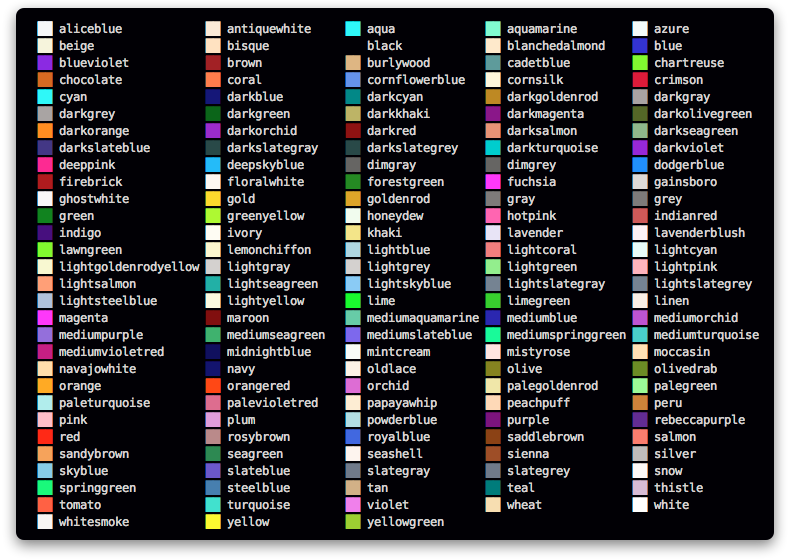 aliceblue antiquewhite aqua aquamarine azure
beige bisque black blanchedalmond blue
blueviolet brown burlywood cadetblue chartreuse
chocolate coral cornflowerblue cornsilk crimson
cyan darkblue darkcyan darkgoldenrod darkgray
darkgrey darkgreen darkkhaki darkmagenta darkolivegreen
darkorange darkorchid darkred darksalmon darkseagreen
darkslateblue darkslategray darkslategrey darkturquoise darkviolet
deeppink deepskyblue dimgray dimgrey dodgerblue
firebrick floralwhite forestgreen fuchsia gainsboro
ghostwhite gold goldenrod gray grey
green greenyellow honeydew hotpink indianred
indigo ivory khaki lavender lavenderblush
lawngreen lemonchiffon lightblue lightcoral lightcyan
lightgoldenrodyellow lightgray lightgrey lightgreen lightpink
lightsalmon lightseagreen lightskyblue lightslategray lightslategrey
lightsteelblue lightyellow lime limegreen linen
magenta maroon mediumaquamarine mediumblue mediumorchid
mediumpurple mediumseagreen mediumslateblue mediumspringgreen mediumturquoise
mediumvioletred midnightblue mintcream mistyrose moccasin
navajowhite navy oldlace olive olivedrab
orange orangered orchid palegoldenrod palegreen
paleturquoise palevioletred papayawhip peachpuff peru
pink plum powderblue purple rebeccapurple
red rosybrown royalblue saddlebrown salmon
sandybrown seagreen seashell sienna silver
skyblue slateblue slategray slategrey snow
springgreen steelblue tan teal thistle
tomato turquoise violet wheat white
whitesmoke yellow yellowgreen